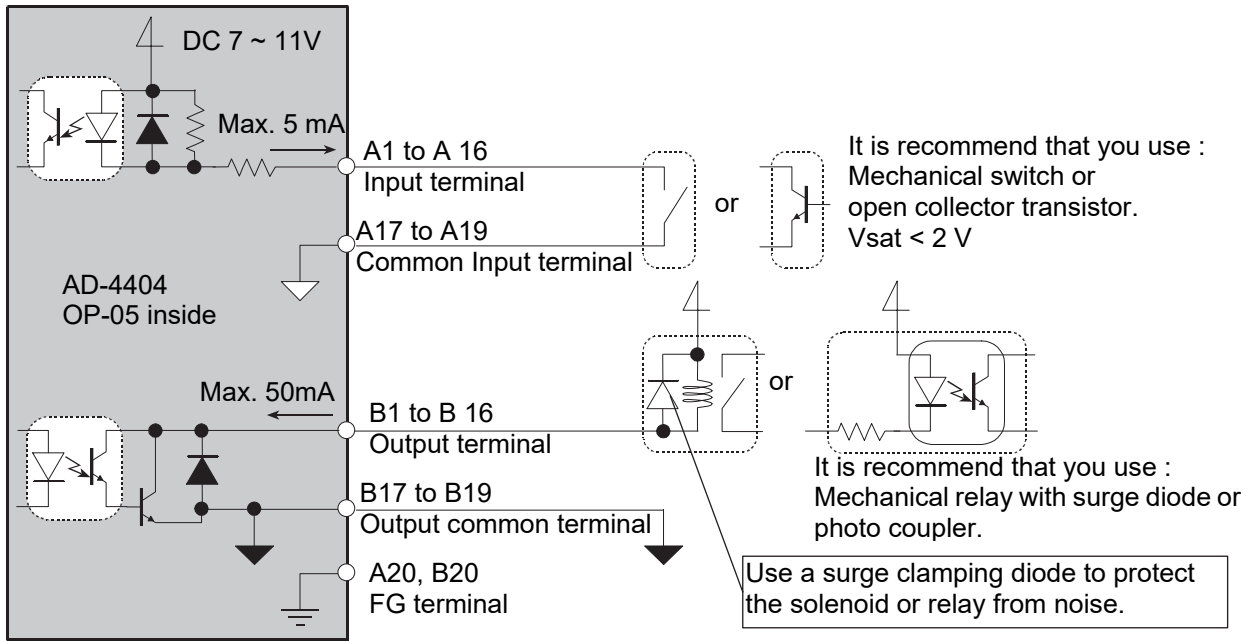 DC 7 ~ 11V
Max. 5 mA
A1 to A 16
Input terminal
A17 to A19
Common Input terminal
or
It is recommend that you use :
Mechanical switch or
open collector transistor.
Vsat < 2 V
AD-4404
OP-05 inside
Max. 50mA
B1 to B 16
Output terminal
or
B17 to B19
Output common terminal
It is recommend that you use :
Mechanical relay with surge diode or
photo coupler.
A20, B20
FG terminal
Use a surge clamping diode to protect
the solenoid or relay from noise.